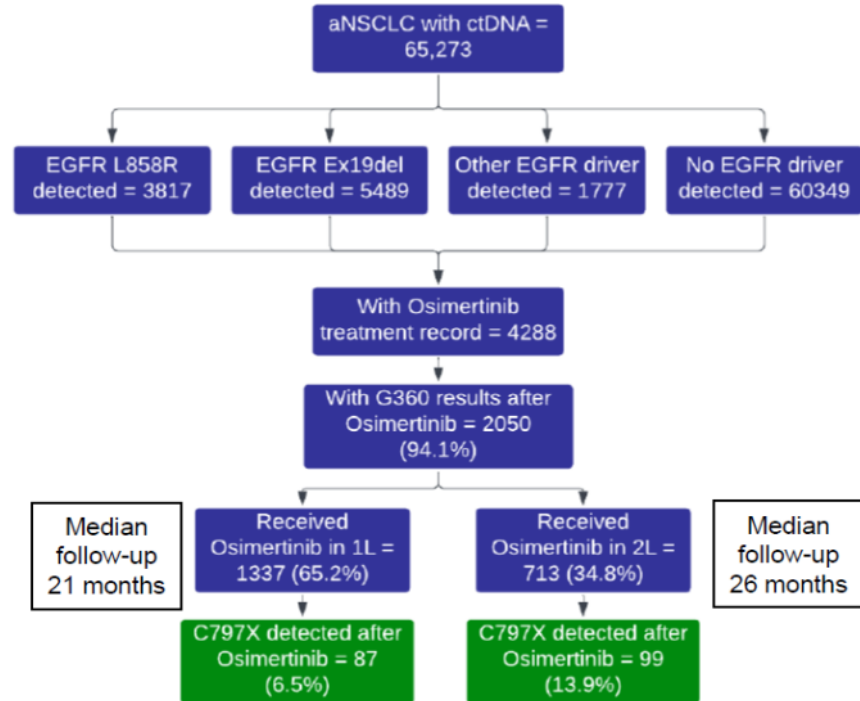 aNSCLC with ctDNA =
65,273
EGFR L858R
detected = 3817
EGFR Ex19del
detected = 5489
Other EGFR driver
detected = 1777
No EGFR driver
detected = 60349
With Osimertinib
treatment record = 4288
With G360 results after
Osimertinib = 2050
(94.1%)
Median
follow-up
21 months
Received
Osimertinib in 1L =
1337 (65.2%)
Received
Osimertinib in 2L =
713 (34.8%)
Median
follow-up
26 months
C797X detected after
Osimertinib = 87
(6.5%)
C797X detected after
Osimertinib = 99
(13.9%)